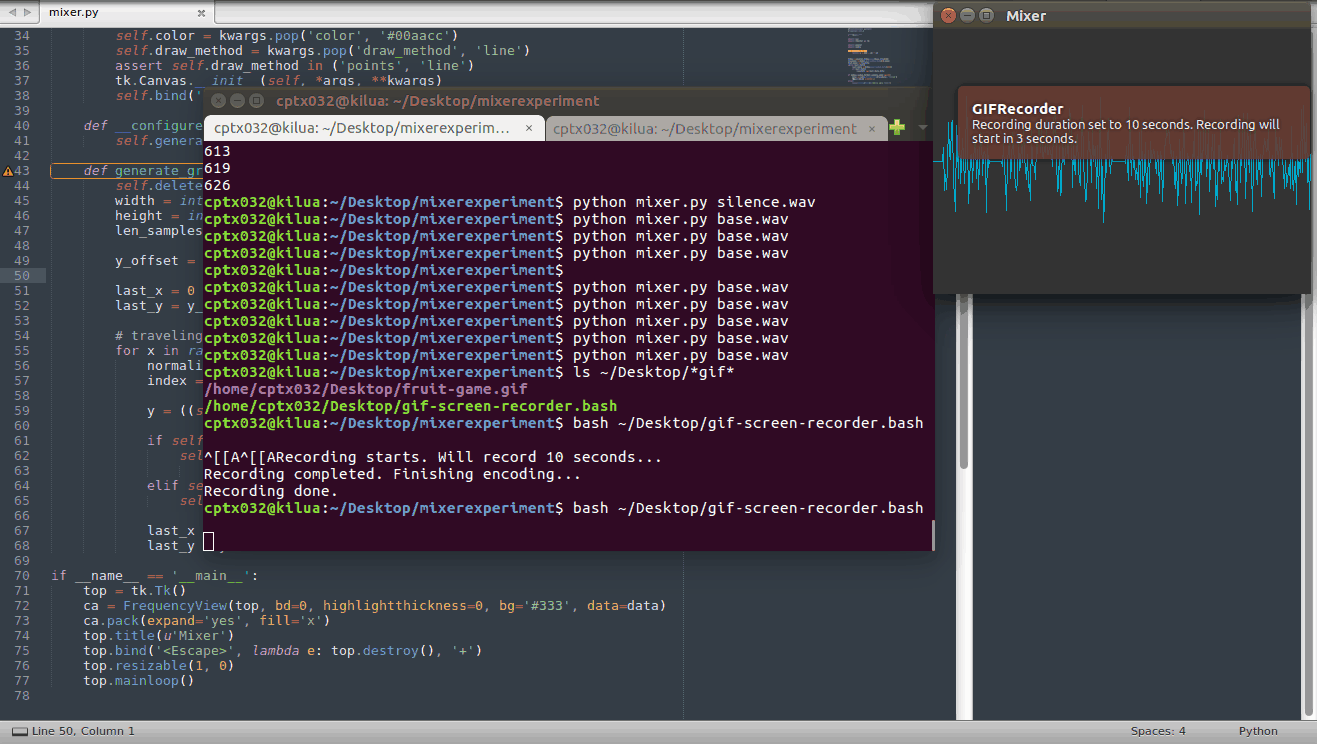 mixer.py
34 self.color = kwargs.pop('color', '#00aacc')
35 self.draw_method = kwargs.pop('draw_method', 'line')
36 assert self.draw_method in ('points', 'line')
37 tk.Canvas.__init__(self, *args, **kwargs)
38 self.bind('
39
40 def __configure
41 self.genera
42
43 def generate_gr
44 self.delete
45 width = int
46 height = in
47 len_samples
48
49 y_offset =
50
51 last_x = 0
52 last_y = y_
53
54 # traveling
55 for x in ra
56 normali
57 index =
58
59 y = ((s
60
61 if self
62 sel
63
64 elif se
65 sel
66
67 last_x
68 last_y
69
70 if __name__ == '__main__':
71 top = tk.Tk()
72 ca = FrequencyView(top, bd=0, highlightthickness=0, bg='#333', data=data)
73 ca.pack(expand='yes', fill='x')
74 top.title(u'Mixer')
75 top.bind('<Escape>', lambda e: top.destroy(), '+')
76 top.resizable(1, 0)
77 top.mainloop()
78
Line 50, Column 1
Spaces: 4
Python
cptx032@kilua: ~/Desktop/mixerexperiment
cptx032@kilua: ~/Desktop/mixerexperim...
cptx032@kilua: ~/Desktop/mixerexperiment
613
619
626
cptx032@kilua:~/Desktop/mixerexperiment$ python mixer.py silence.wav
cptx032@kilua:~/Desktop/mixerexperiment$ python mixer.py base.wav
cptx032@kilua:~/Desktop/mixerexperiment$ python mixer.py base.wav
cptx032@kilua:~/Desktop/mixerexperiment$ python mixer.py base.wav
cptx032@kilua:~/Desktop/mixerexperiment$
cptx032@kilua:~/Desktop/mixerexperiment$ python mixer.py base.wav
cptx032@kilua:~/Desktop/mixerexperiment$ python mixer.py base.wav
cptx032@kilua:~/Desktop/mixerexperiment$ python mixer.py base.wav
cptx032@kilua:~/Desktop/mixerexperiment$ python mixer.py base.wav
cptx032@kilua:~/Desktop/mixerexperiment$ python mixer.py base.wav
cptx032@kilua:~/Desktop/mixerexperiment$ ls ~/Desktop/*gif*
/home/cptx032/Desktop/fruit-game.gif
/home/cptx032/Desktop/gif-screen-recorder.bash
cptx032@kilua:~/Desktop/mixerexperiment$ bash ~/Desktop/gif-screen-recorder.bash
^[[A^[[ARecording starts. Will record 10 seconds...
Recording completed. Finishing encoding...
Recording done.
cptx032@kilua:~/Desktop/mixerexperiment$ bash ~/Desktop/gif-screen-recorder.bash
Mixer
GIFRecorder
Recording duration set to 10 seconds. Recording will
start in 3 seconds.